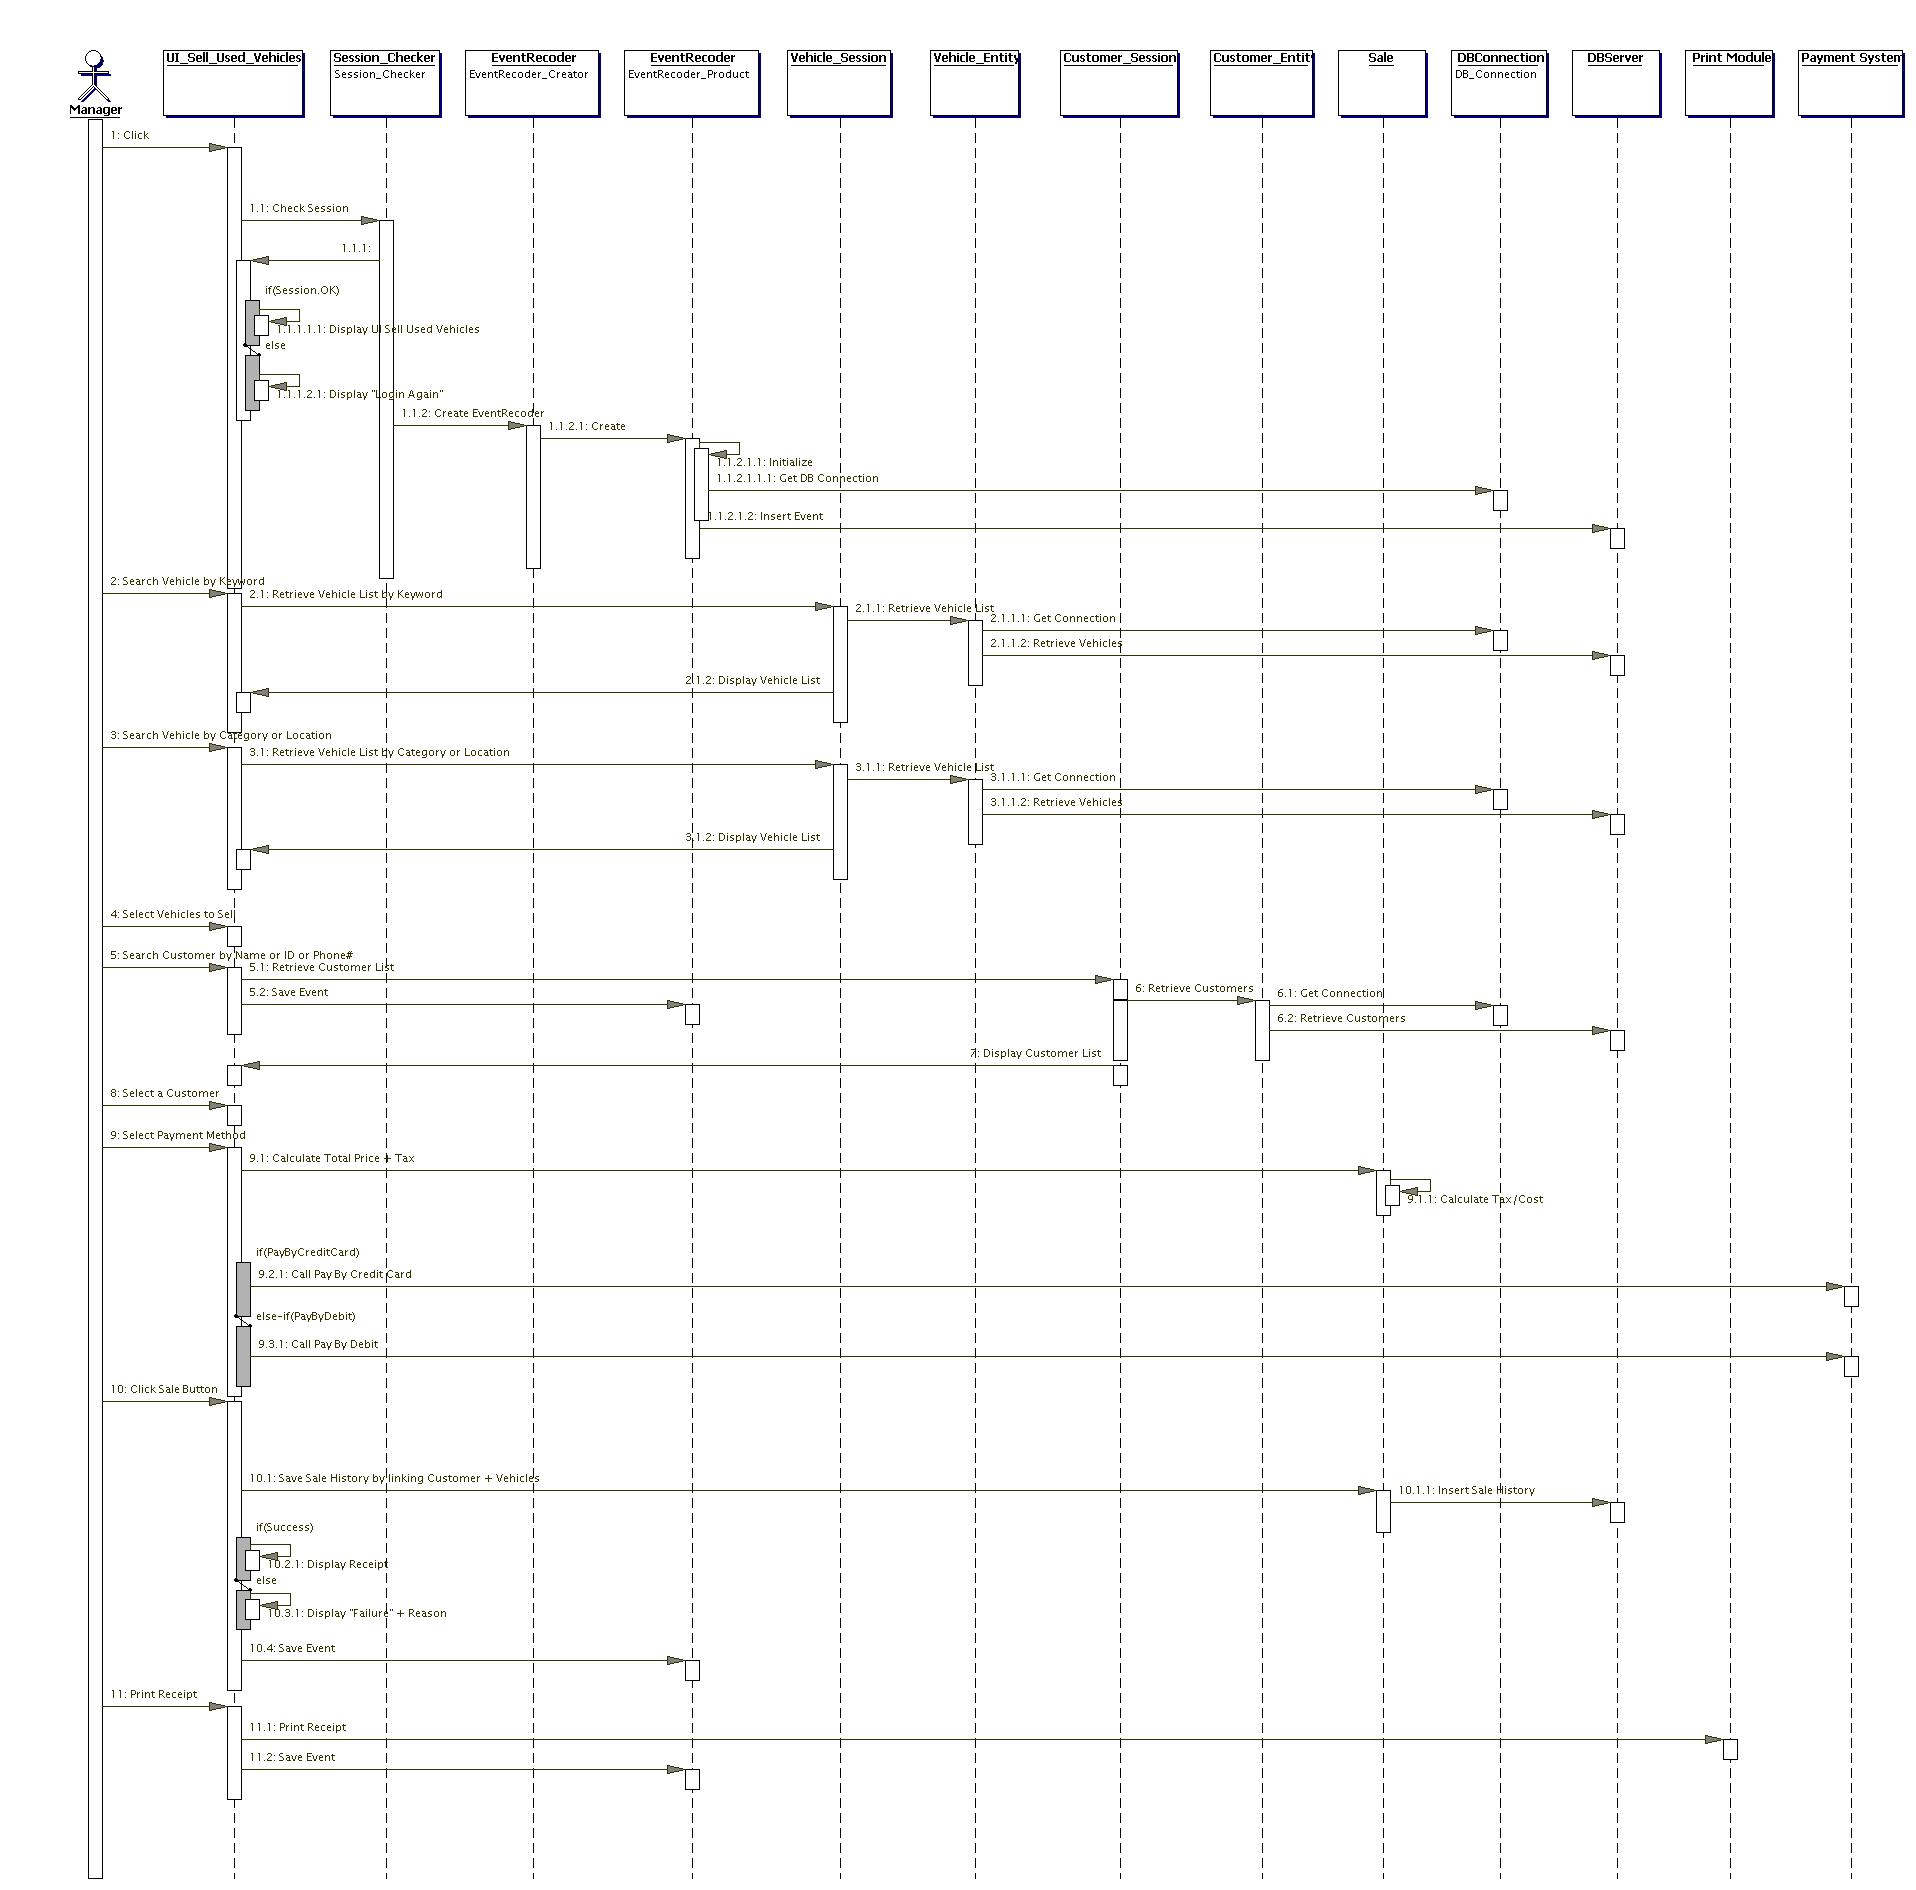 Manager
UI_Sell_Used_Vehicles
Session_Checker
Session_Checker
EventRecoder
EventRecoder_Creator
EventRecoder
EventRecoder_Product
Vehicle_Session
Vehicle_Entity
Customer_Session
Customer_Entity
Sale
DBConnection
DB_Connection
DBServer
Print Module
Payment System
1: Click
1.1: Check Session
1.1.1:
if(Session.OK)
1.1.1.1.1: Display UI Sell Used Vehicles
else
1.1.1.2.1: Display "Login Again"
1.1.2: Create EventRecoder
1.1.2.1: Create
1.1.2.1.1: Initialize
1.1.2.1.1.1: Get DB Connection
1.1.2.1.2: Insert Event
2: Search Vehicle by Keyword
2.1: Retrieve Vehicle List by Keyword
2.1.1: Retrieve Vehicle List
2.1.1.1: Get Connection
2.1.1.2: Retrieve Vehicles
2.1.2: Display Vehicle List
3: Search Vehicle by Category or Location
3.1: Retrieve Vehicle List by Category or Location
3.1.1: Retrieve Vehicle List
3.1.1.1: Get Connection
3.1.1.2: Retrieve Vehicles
3.1.2: Display Vehicle List
4: Select Vehicles to Sell
5: Search Customer by Name or ID or Phone#
5.1: Retrieve Customer List
5.2: Save Event
6: Retrieve Customers
6.1: Get Connection
6.2: Retrieve Customers
7: Display Customer List
8: Select a Customer
9: Select Payment Method
9.1: Calculate Total Price + Tax
9.1.1: Calculate Tax/Cost
if(PayByCreditCard)
9.2.1: Call Pay By Credit Card
else-if(PayByDebit)
9.3.1: Call Pay By Debit
10: Click Sale Button
10.1: Save Sale History by linking Customer + Vehicles
10.1.1: Insert Sale History
if(Success)
10.2.1: Display Receipt
else
10.3.1: Display "Failure" + Reason
10.4: Save Event
11: Print Receipt
11.1: Print Receipt
11.2: Save Event